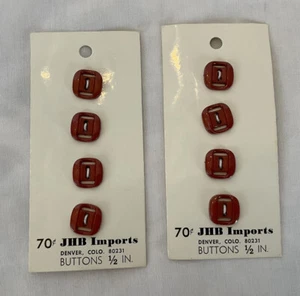 70¢ JHB Imports
DENVER, COLO. 80231
BUTTONS ½ IN.
70¢ JHB Imports
DENVER, COLO. 80231
BUTTONS ½ IN.